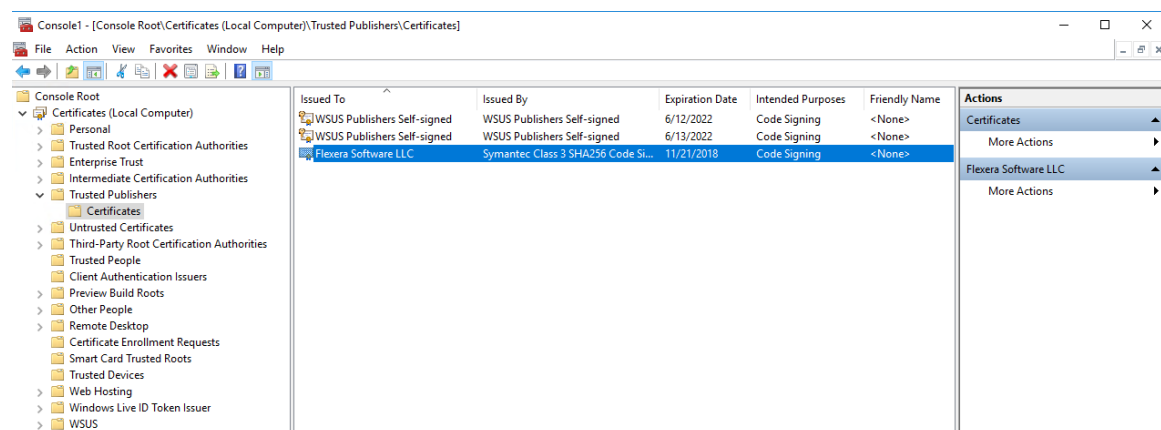 Console1 - [Console Root\Certificates (Local Computer)\Trusted Publishers\Certificates]
File Action View Favorites Window Help
Console Root
Certificates (Local Computer)
Personal
Trusted Root Certification Authorities
Enterprise Trust
Intermediate Certification Authorities
Trusted Publishers
Certificates
Untrusted Certificates
Third-Party Root Certification Authorities
Trusted People
Client Authentication Issuers
Preview Build Roots
Other People
Remote Desktop
Certificate Enrollment Requests
Smart Card Trusted Roots
Trusted Devices
Web Hosting
Windows Live ID Token Issuer
WSUS
Issued To Issued By Expiration Date Intended Purposes Friendly Name
WSUS Publishers Self-signed WSUS Publishers Self-signed 6/12/2022 Code Signing <None>
WSUS Publishers Self-signed WSUS Publishers Self-signed 6/13/2022 Code Signing <None>
Flexera Software LLC Symantec Class 3 SHA256 Code Si... 11/21/2018 Code Signing <None>
Actions
Certificates
More Actions
Flexera Software LLC
More Actions